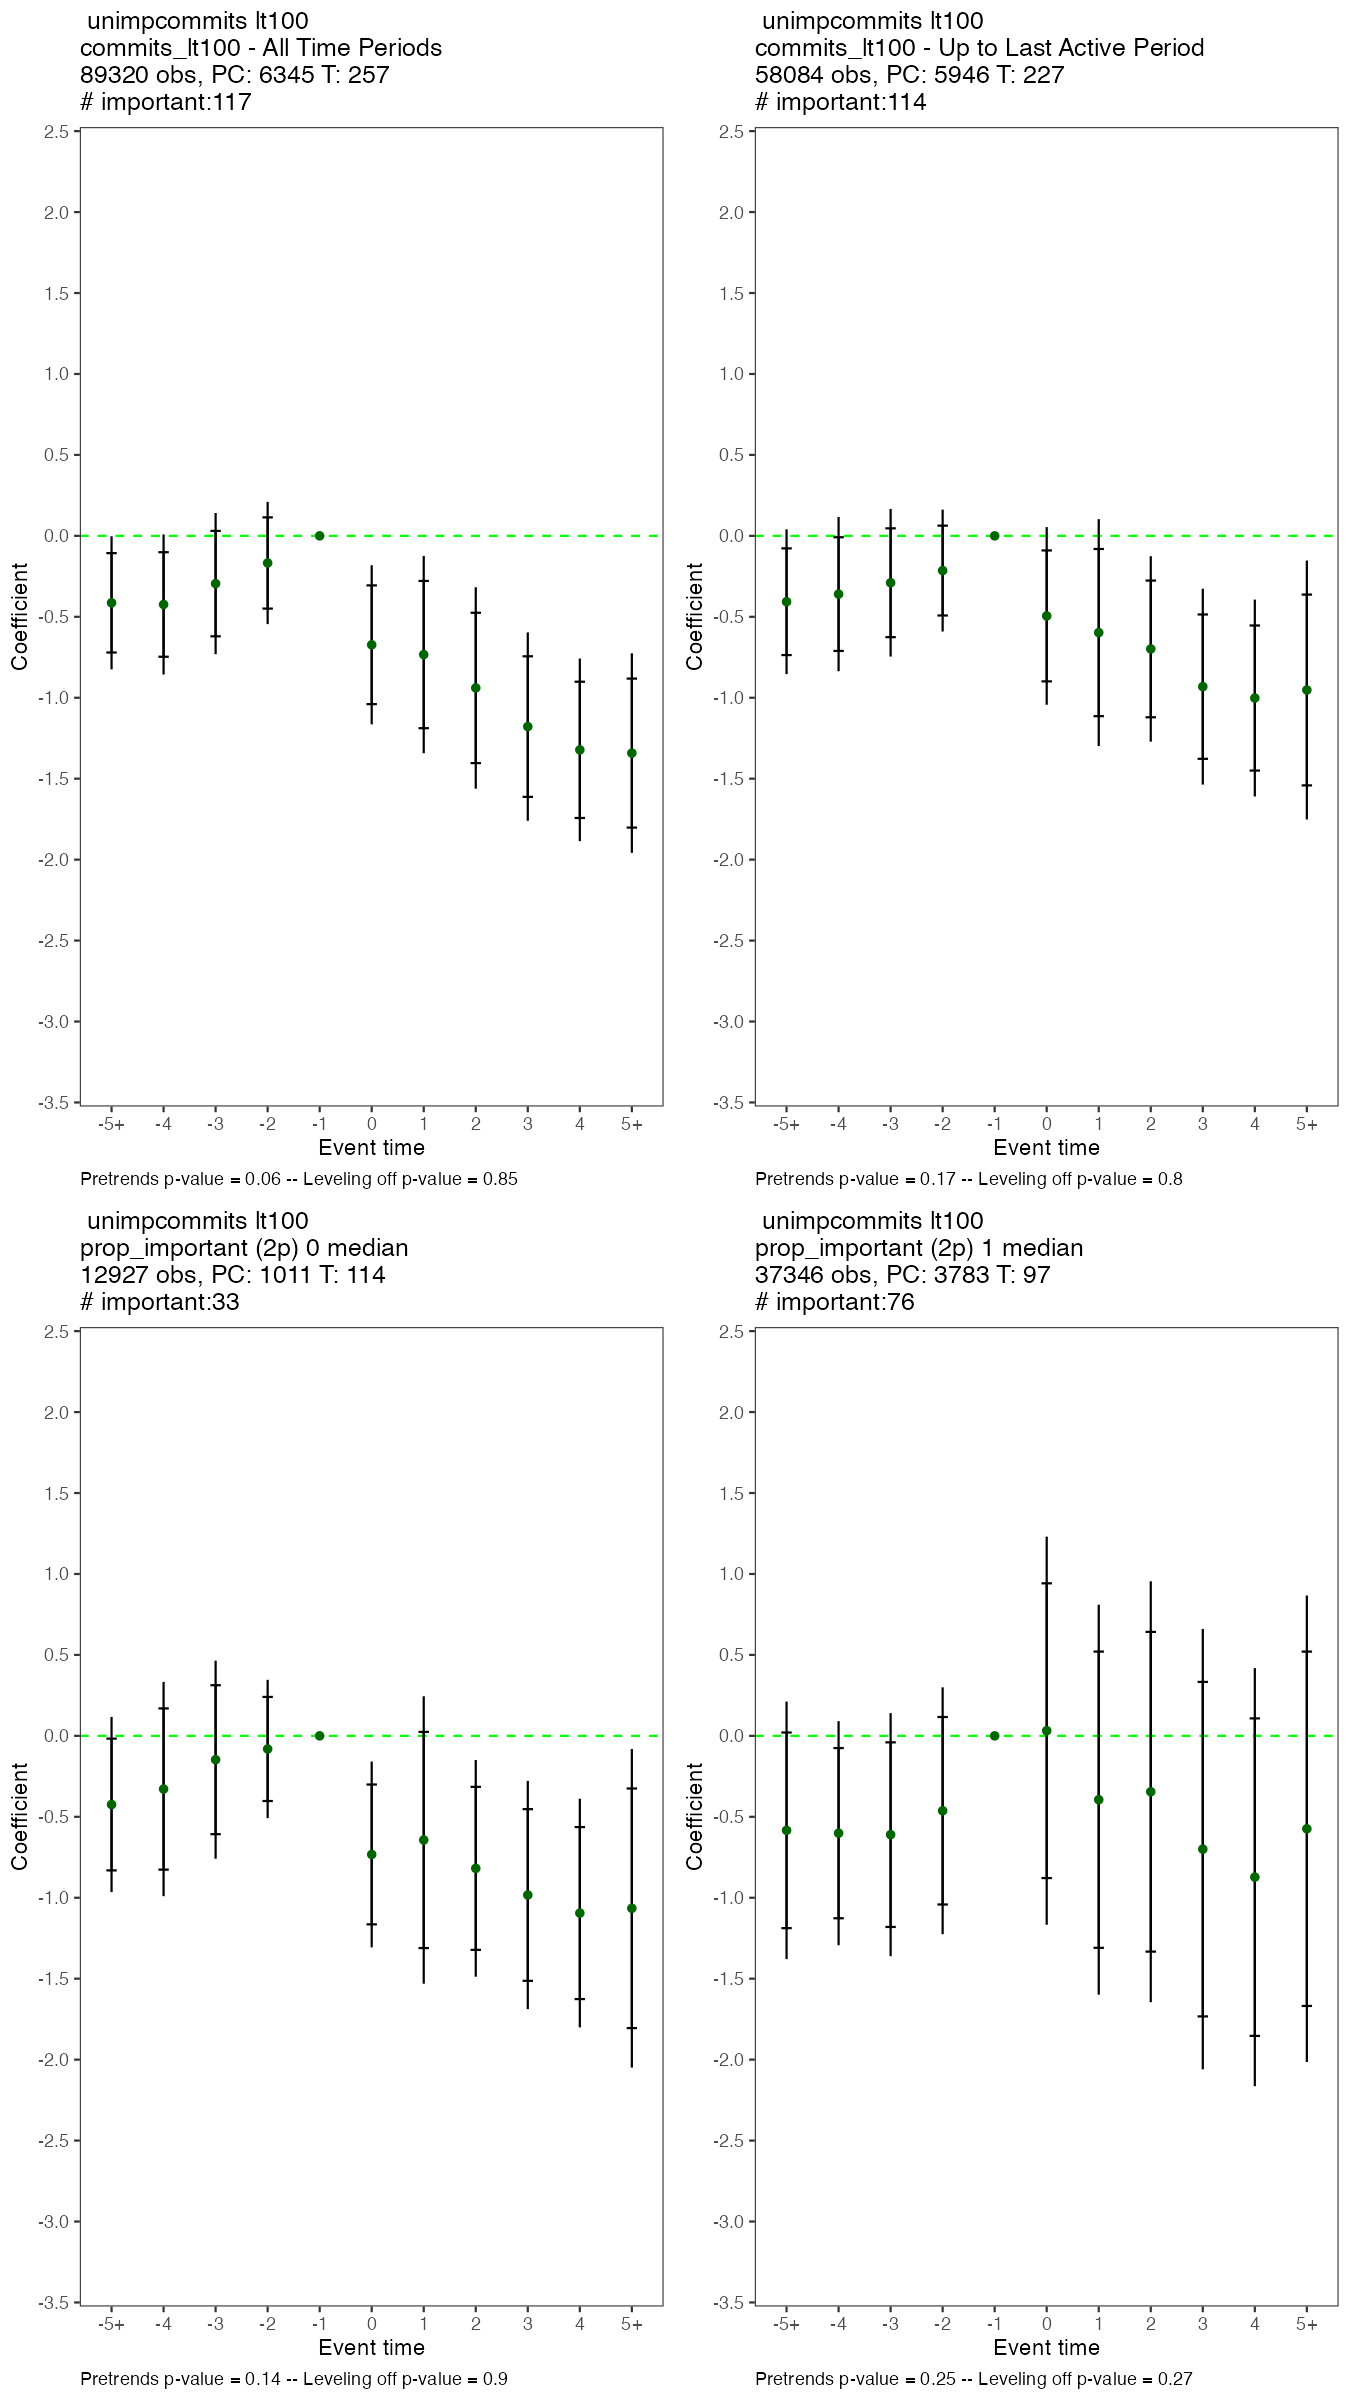 unimpcommits lt100
commits_lt100 - All Time Periods
89320 obs, PC: 6345 T: 257
# important:117
2.5
2.0
1.5
1.0
0.5
0.0
-0.5
-1.0
-1.5
-2.0
-2.5
-3.0
-3.5
Coefficient
-5+ -4 -3 -2 -1 0 1 2 3 4 5+
Event time
Pretrends p-value = 0.06 -- Leveling off p-value = 0.85
unimpcommits lt100
commits_lt100 - Up to Last Active Period
58084 obs, PC: 5946 T: 227
# important:114
2.5
2.0
1.5
1.0
0.5
0.0
-0.5
-1.0
-1.5
-2.0
-2.5
-3.0
-3.5
Coefficient
-5+ -4 -3 -2 -1 0 1 2 3 4 5+
Event time
Pretrends p-value = 0.17 -- Leveling off p-value = 0.8
unimpcommits lt100
prop_important (2p) 0 median
12927 obs, PC: 1011 T: 114
# important:33
2.5
2.0
1.5
1.0
0.5
0.0
-0.5
-1.0
-1.5
-2.0
-2.5
-3.0
-3.5
Coefficient
-5+ -4 -3 -2 -1 0 1 2 3 4 5+
Event time
Pretrends p-value = 0.14 -- Leveling off p-value = 0.9
unimpcommits lt100
prop_important (2p) 1 median
37346 obs, PC: 3783 T: 97
# important:76
2.5
2.0
1.5
1.0
0.5
0.0
-0.5
-1.0
-1.5
-2.0
-2.5
-3.0
-3.5
Coefficient
-5+ -4 -3 -2 -1 0 1 2 3 4 5+
Event time
Pretrends p-value = 0.25 -- Leveling off p-value = 0.27